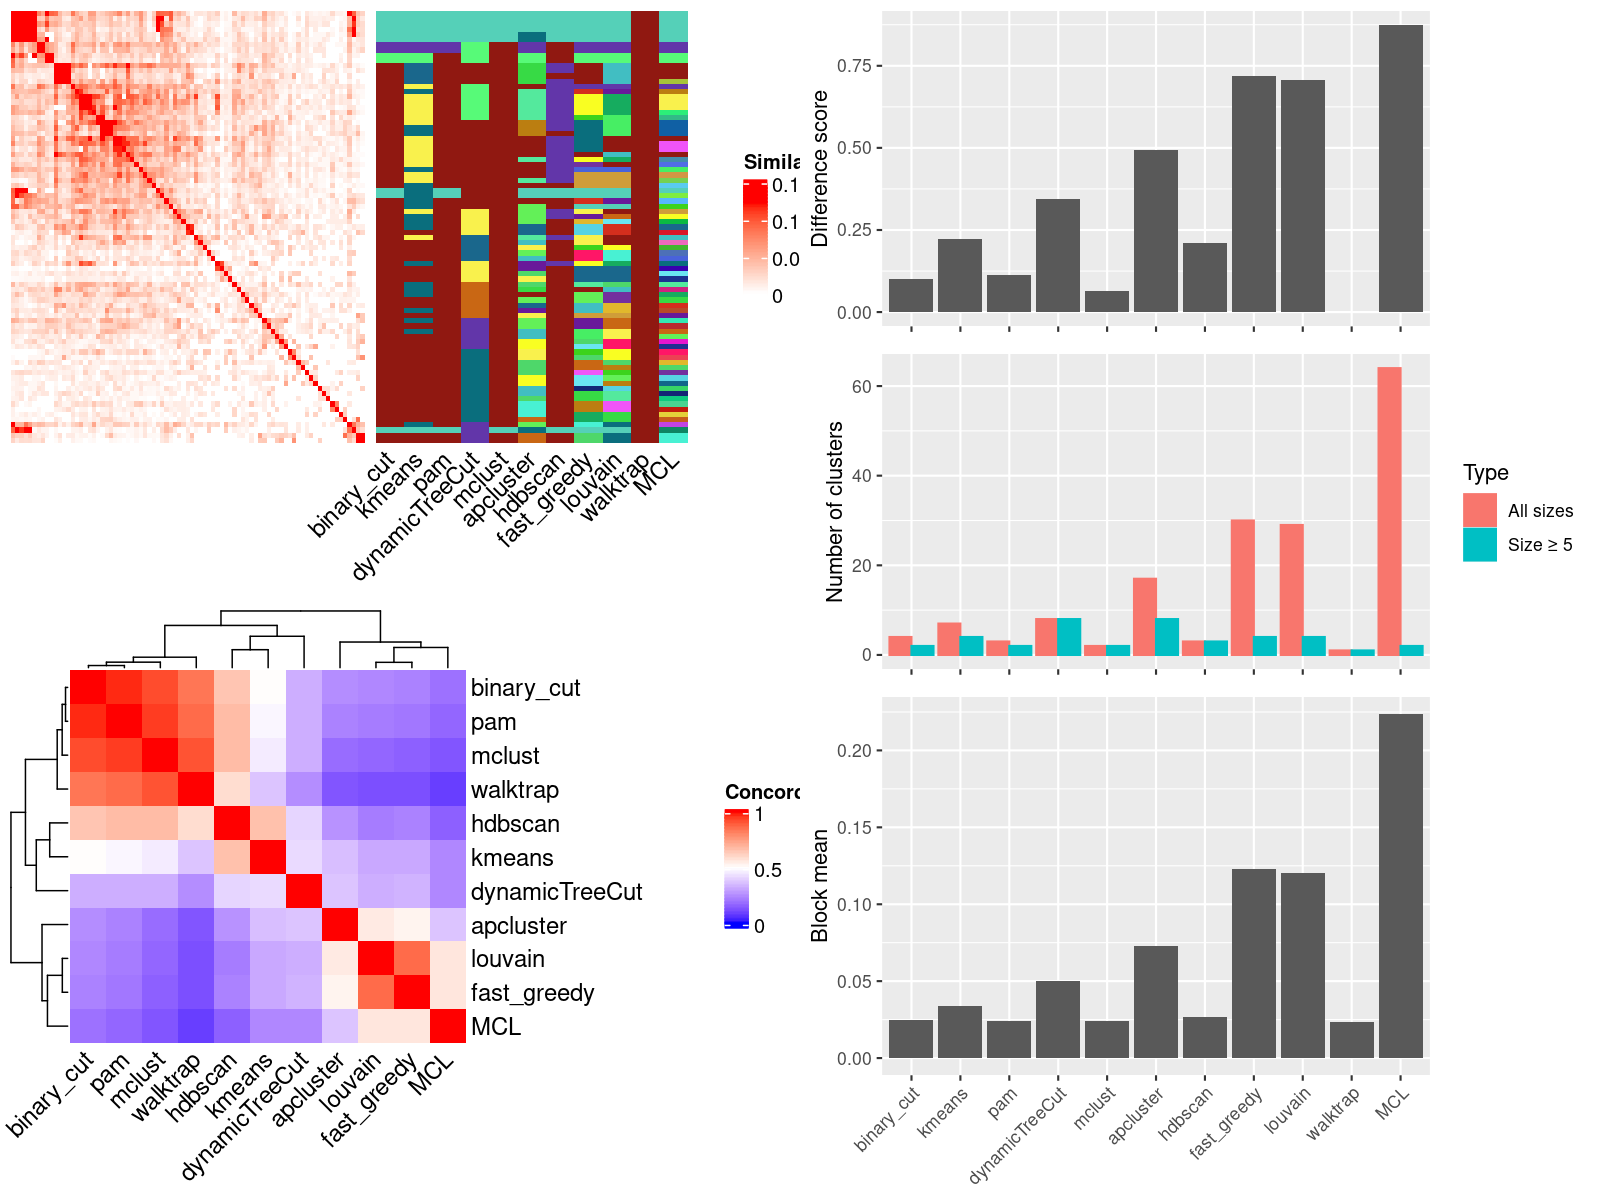 Simila
0.1
0.1
0.0
0
binary_cut
kmeans
pam
dynamicTreeCut
mclust
apcluster
hdbscan
fast_greedy
louvain
walktrap
MCL
binary_cut
pam
mclust
walktrap
hdbscan
kmeans
dynamicTreeCut
apcluster
louvain
fast_greedy
MCL
binary_cut
pam
mclust
walktrap
hdbscan
kmeans
dynamicTreeCut
apcluster
louvain
fast_greedy
MCL
Concord
1
0.5
0
Difference score
0.75
0.50
0.25
0.00
Number of clusters
60
40
20
0
Type
All sizes
Size ≥ 5
Block mean
0.20
0.15
0.10
0.05
0.00
binary_cut
kmeans
pam
dynamicTreeCut
mclust
apcluster
hdbscan
fast_greedy
louvain
walktrap
MCL